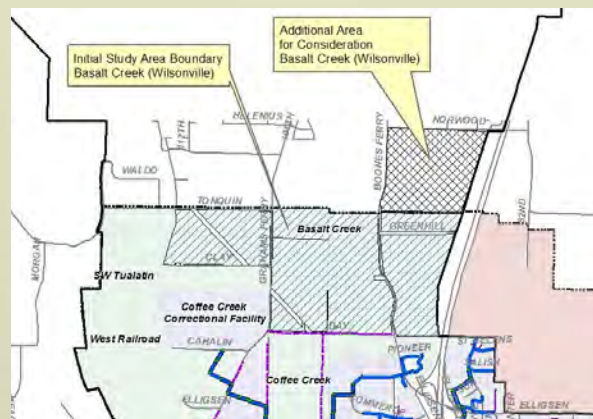 Additional Area
for Consideration
Basalt Creek (Wilsonville)
Initial Study Area Boundary
Basalt Creek (Wilsonville)
HELENIUS
NORWOOD
BOONES FERRY
WALDO
TONQUIN
GRAHAMS FERRY
Basalt Creek
GREENHILL
CLAY
MORGAN
SW Tualatin
Coffee Creek
Correctional Facility
DAY
West Railroad
CAHALIN
PIONEER
Coffee Creek
ELLIGSEN
ELLIGSEN